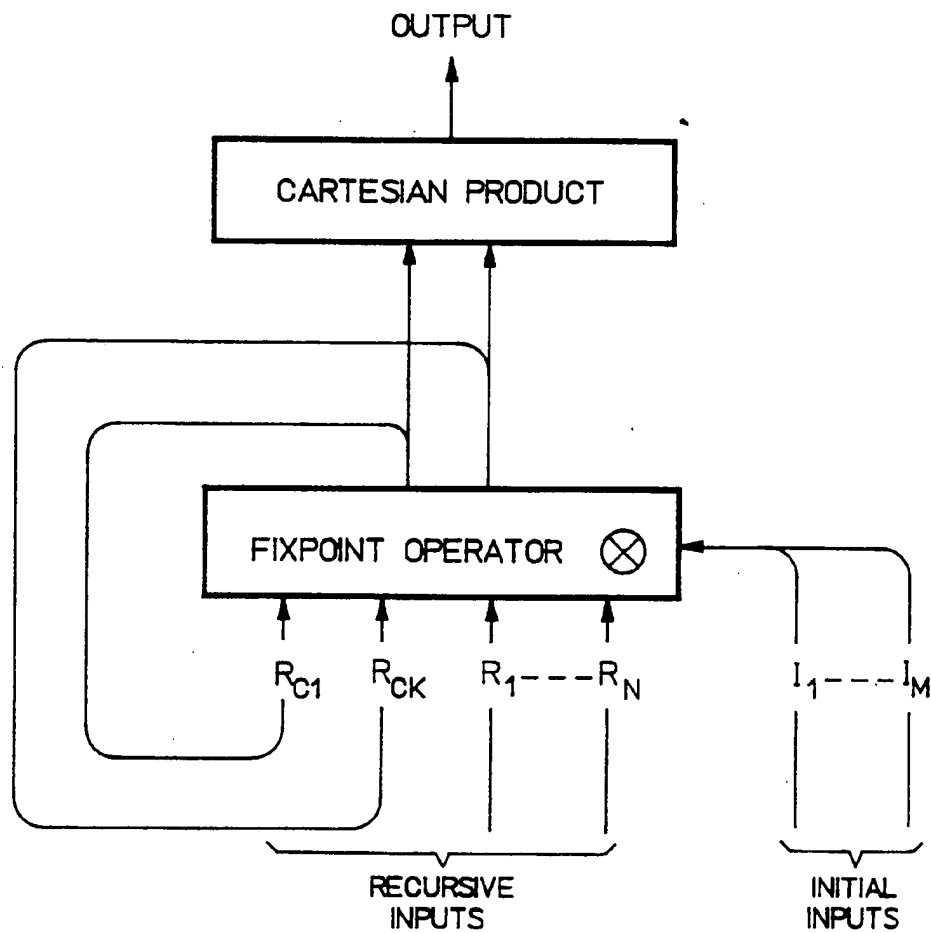 OUTPUT
CARTESIAN PRODUCT
FIXPOINT OPERATOR
R_C1 R_CK R_1 --- R_N I_1 ---- I_M
RECURSIVE INPUTS
INITIAL INPUTS